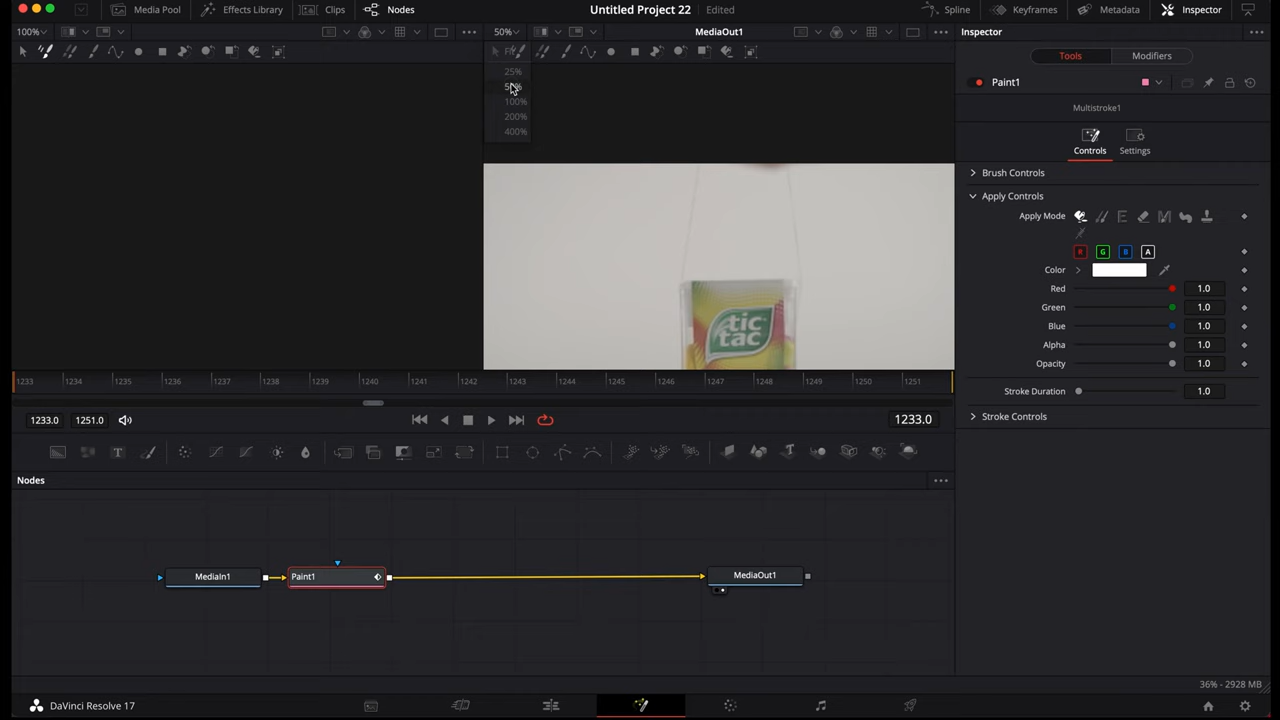 Media Pool Effects Library Clips Nodes Untitled Project 22 Edited Spline Keyframes Metadata Inspector
100% 50% MediaOut1 Inspector
25%
100%
200%
400%
Tools Modifiers
Paint1
Multistroke1
Controls Settings
Brush Controls
Apply Controls
Apply Mode
R G B A
Color
Red 1.0
Green 1.0
Blue 1.0
Alpha 1.0
Opacity 1.0
Stroke Duration 1.0
Stroke Controls
tic
tac
1233 1234 1235 1236 1237 1238 1239 1240 1241 1242 1243 1244 1245 1246 1247 1248 1249 1250 1251
1233.0 1251.0 1233.0
Nodes
MediaIn1 Paint1 MediaOut1
36% - 2928 MB
DaVinci Resolve 17